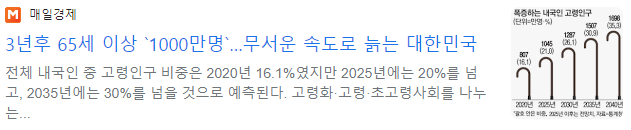 매일경제
3년후 65세 이상 `1000만명`...무서운 속도로 늙는 대한민국
전체 내국인 중 고령인구 비중은 2020년 16.1%였지만 2025년에는 20%를 넘
고, 2035년에는 30%를 넘을 것으로 예측된다. 고령화·고령·초고령사회를 나누
는...
폭증하는 내국인 고령인구
(단위=만명·%)
807
(16.1)
1045
(21.0)
1287
(26.1)
1507
(30.9)
1698
(35.3)
2020년 2025년 2030년 2035년 2040년
*괄호 안은 비중, 2025년 이후는 전망치, 자료=통계청